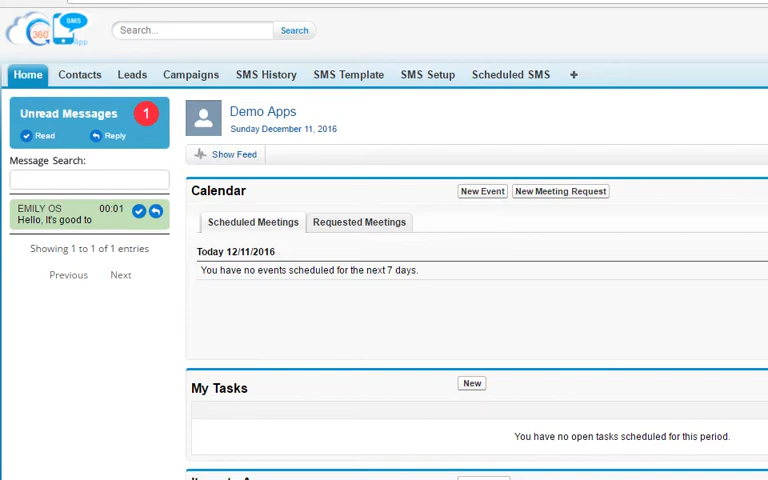 360°
SMS
App
Search...
Search
Home
Contacts
Leads
Campaigns
SMS History
SMS Template
SMS Setup
Scheduled SMS
+
Unread Messages
1
Read
Reply
Message Search:
EMILY OS 00:01
Hello, It's good to
Showing 1 to 1 of 1 entries
Previous
Next
Demo Apps
Sunday December 11, 2016
Show Feed
Calendar
New Event
New Meeting Request
Scheduled Meetings
Requested Meetings
Today 12/11/2016
You have no events scheduled for the next 7 days.
My Tasks
New
You have no open tasks scheduled for this period.